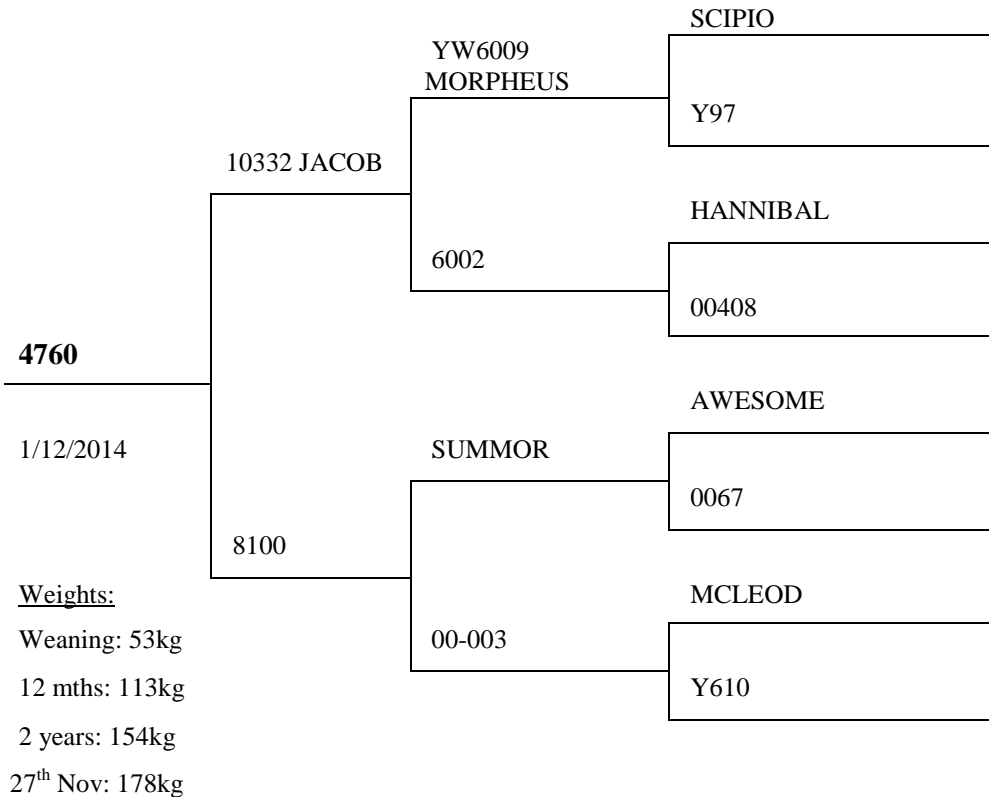 SCIPIO
YW6009
MORPHEUS
Y97
10332 JACOB
HANNIBAL
6002
00408
4760
AWESOME
1/12/2014
SUMMOR
0067
8100
Weights:
MCLEOD
Weaning: 53kg
00-003
12 mths: 113kg
Y610
2 years: 154kg
27th Nov: 178kg